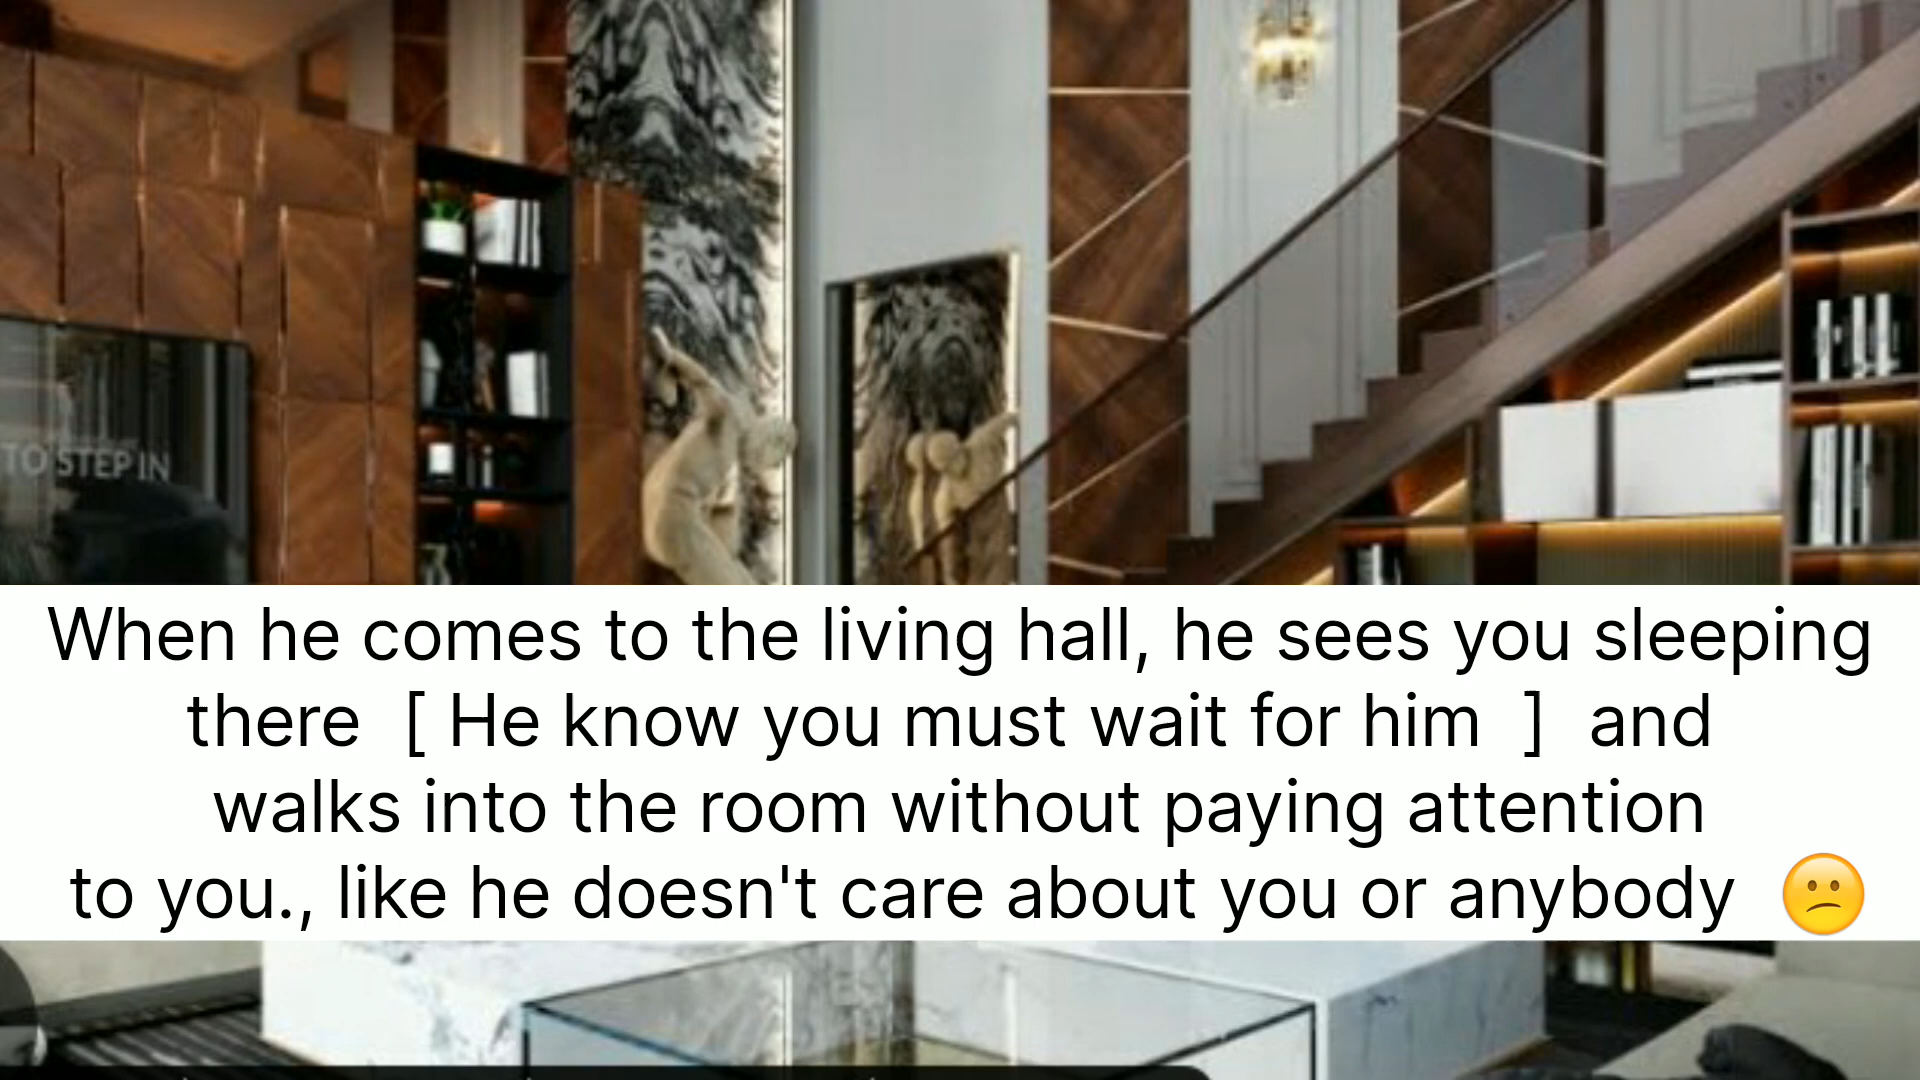 TO STEP IN
When he comes to the living hall, he sees you sleeping
there [ He know you must wait for him ] and
walks into the room without paying attention
to you., like he doesn't care about you or anybody 😕